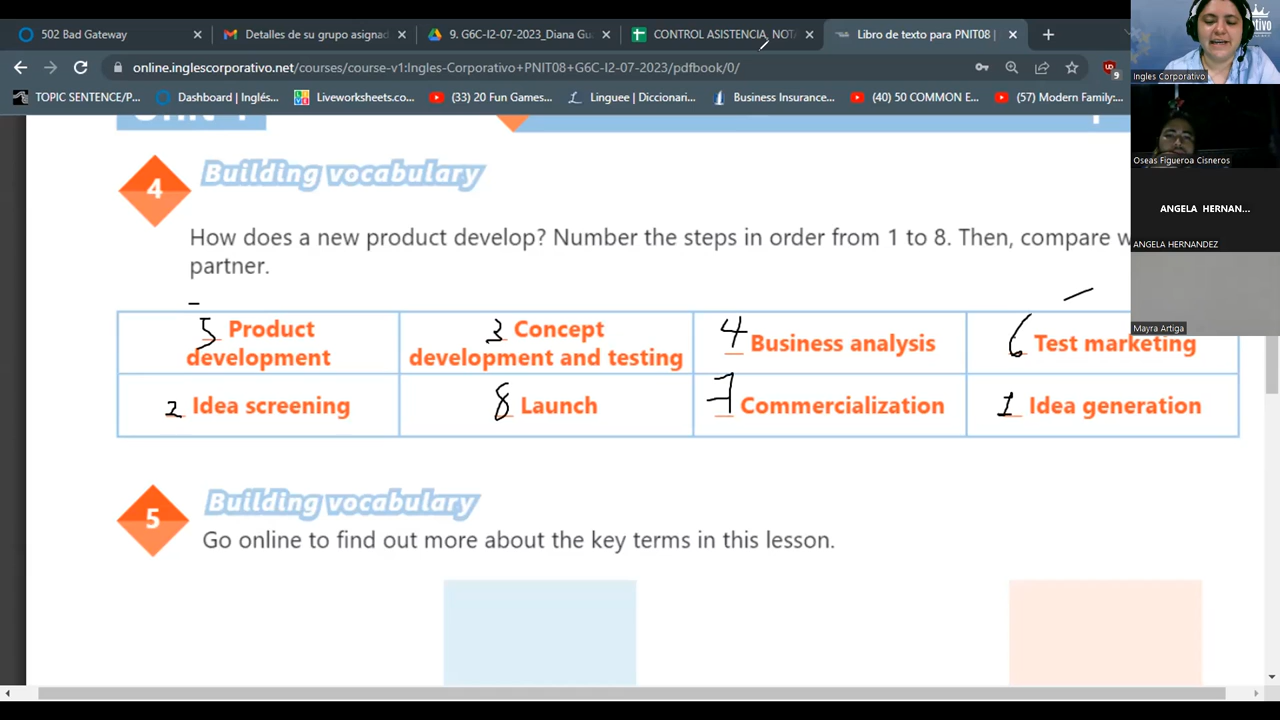 502 Bad Gateway
Detalles de su grupo asignad
9. G6C-I2-07-2023_Diana Gu
CONTROL ASISTENCIA, NOT
Libro de texto para PNIT08 |
online.inglescorporativo.net/courses/course-v1:Ingles-Corporativo+PNIT08+G6C-I2-07-2023/pdfbook/0/
9
TOPIC SENTENCE/P...
Dashboard | Inglés...
Liveworksheets.co...
(33) 20 Fun Games...
Linguee | Diccionari...
Business Insurance...
(40) 50 COMMON E...
(57) Modern Family:...
Ingles Corporativo
Oseas Figueroa Cisneros
ANGELA HERNAN...
ANGELA HERNANDEZ
Mayra Artiga
4
Building vocabulary
How does a new product develop? Number the steps in order from 1 to 8. Then, compare w
partner.
5 Product
development
3 Concept
development and testing
4 Business analysis
6 Test marketing
2 Idea screening
8 Launch
7 Commercialization
1 Idea generation
5
Building vocabulary
Go online to find out more about the key terms in this lesson.